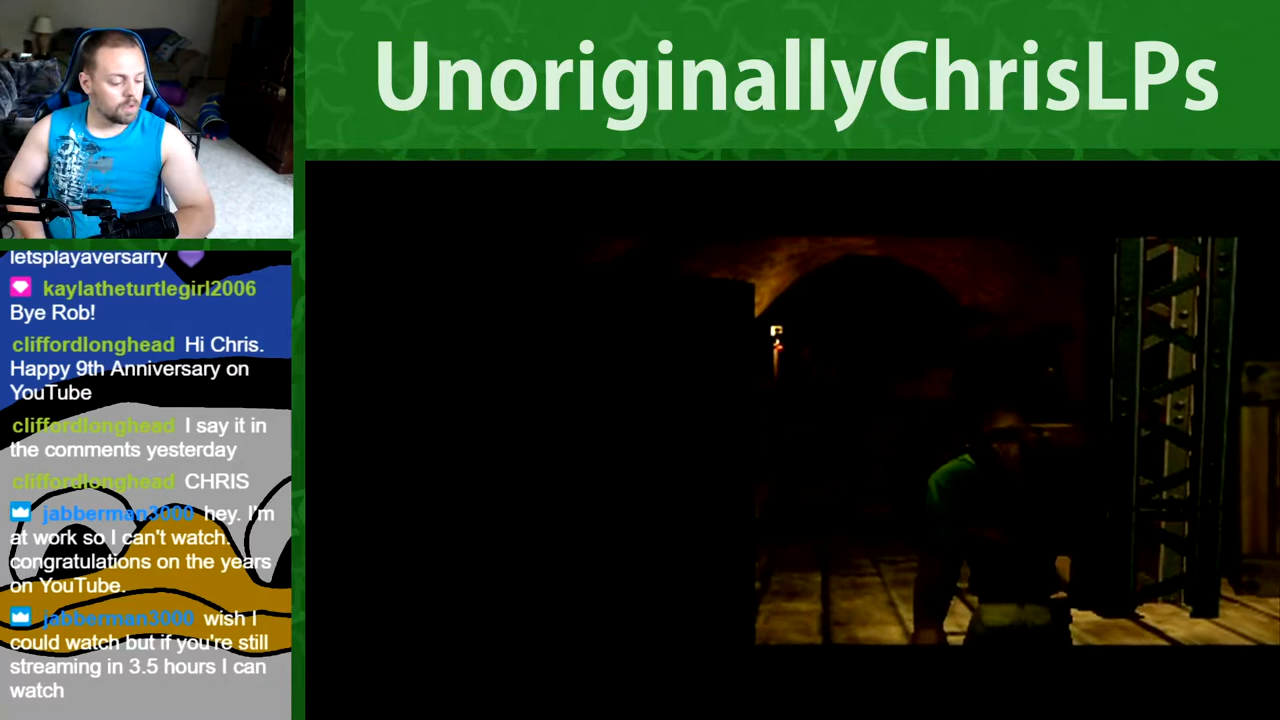 UnoriginallyChrisLPs
letsplayaversarry
kaylatheturtlegirl2006
Bye Rob!
cliffordlonghead Hi Chris.
Happy 9th Anniversary on
YouTube
cliffordlonghead I say it in
the comments yesterday
cliffordlonghead CHRIS
jabberman3000 hey. I'm
at work so I can't watch.
congratulations on the years
on YouTube.
jabberman3000 wish I
could watch but if you're still
streaming in 3.5 hours I can
watch